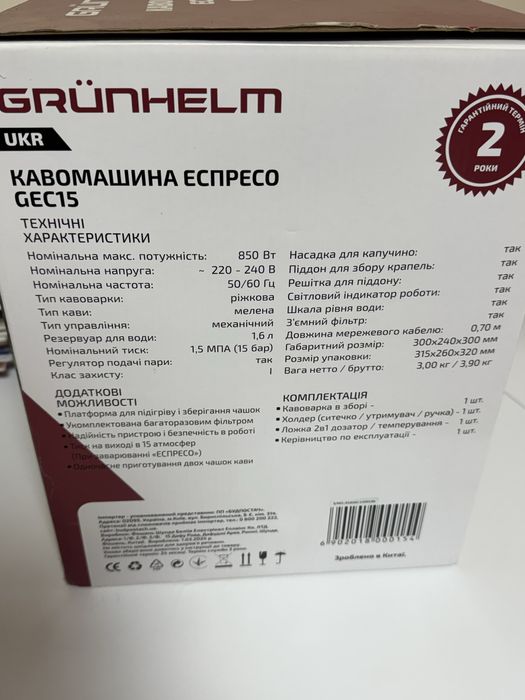 GRÜNHELM
UKR
ГАРАНТІЙНИЙ ТЕРМІН
2
РОКИ
КАВОМАШИНА ЕСПРЕСО
GEC15
ТЕХНІЧНІ
ХАРАКТЕРИСТИКИ
Номінальна макс. потужність: 850 Вт
Номінальна напруга: ~ 220 - 240 В
Номінальна частота: 50/60 Гц
Тип кавоварки: ріжкова
Тип кави: мелена
Тип управління: механічний
Резервуар для води: 1,6 л
Номінальний тиск: 1,5 МПА (15 бар)
Регулятор подачі пари: так
Клас захисту: I
Насадка для капучино: так
Піддон для збору крапель: так
Решітка для піддону: так
Світловий індикатор роботи: так
Шкала рівня води: так
З'ємний фільтр: так
Довжина мережевого кабелю: 0,70 м
Габаритний розмір: 300x240x300 мм
Розмір упаковки: 315x260x320 мм
Вага нетто / брутто: 3,00 кг / 3,90 кг
ДОДАТКОВІ
МОЖЛИВОСТІ
• Платформа для підігріву і зберігання чашок
• Укомплектована багаторазовим фільтром
• Надійність пристрою і безпечність в роботі
• Тиск на виході в 15 атмосфер
(При заварюванні «ЕСПРЕСО»)
• Одночасне приготування двох чашок кави
КОМПЛЕКТАЦІЯ
• Кавоварка в зборі - 1 шт.
• Холдер (ситечко / утримувач / ручка) - 1 шт.
• Ложка 2в1 дозатор / темперування - 1 шт.
• Керівництво по експлуатації - 1 шт.
6 902018 000154
Зроблено в Китаї.